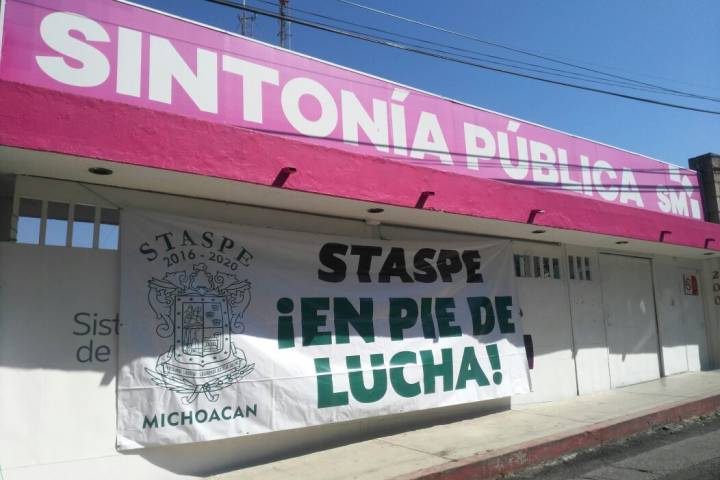 SINTONÍA PÚBLICA SM
STASPE
2016-2020
MICHOACAN
STASPE
¡EN PIE DE
LUCHA!
Sist
de